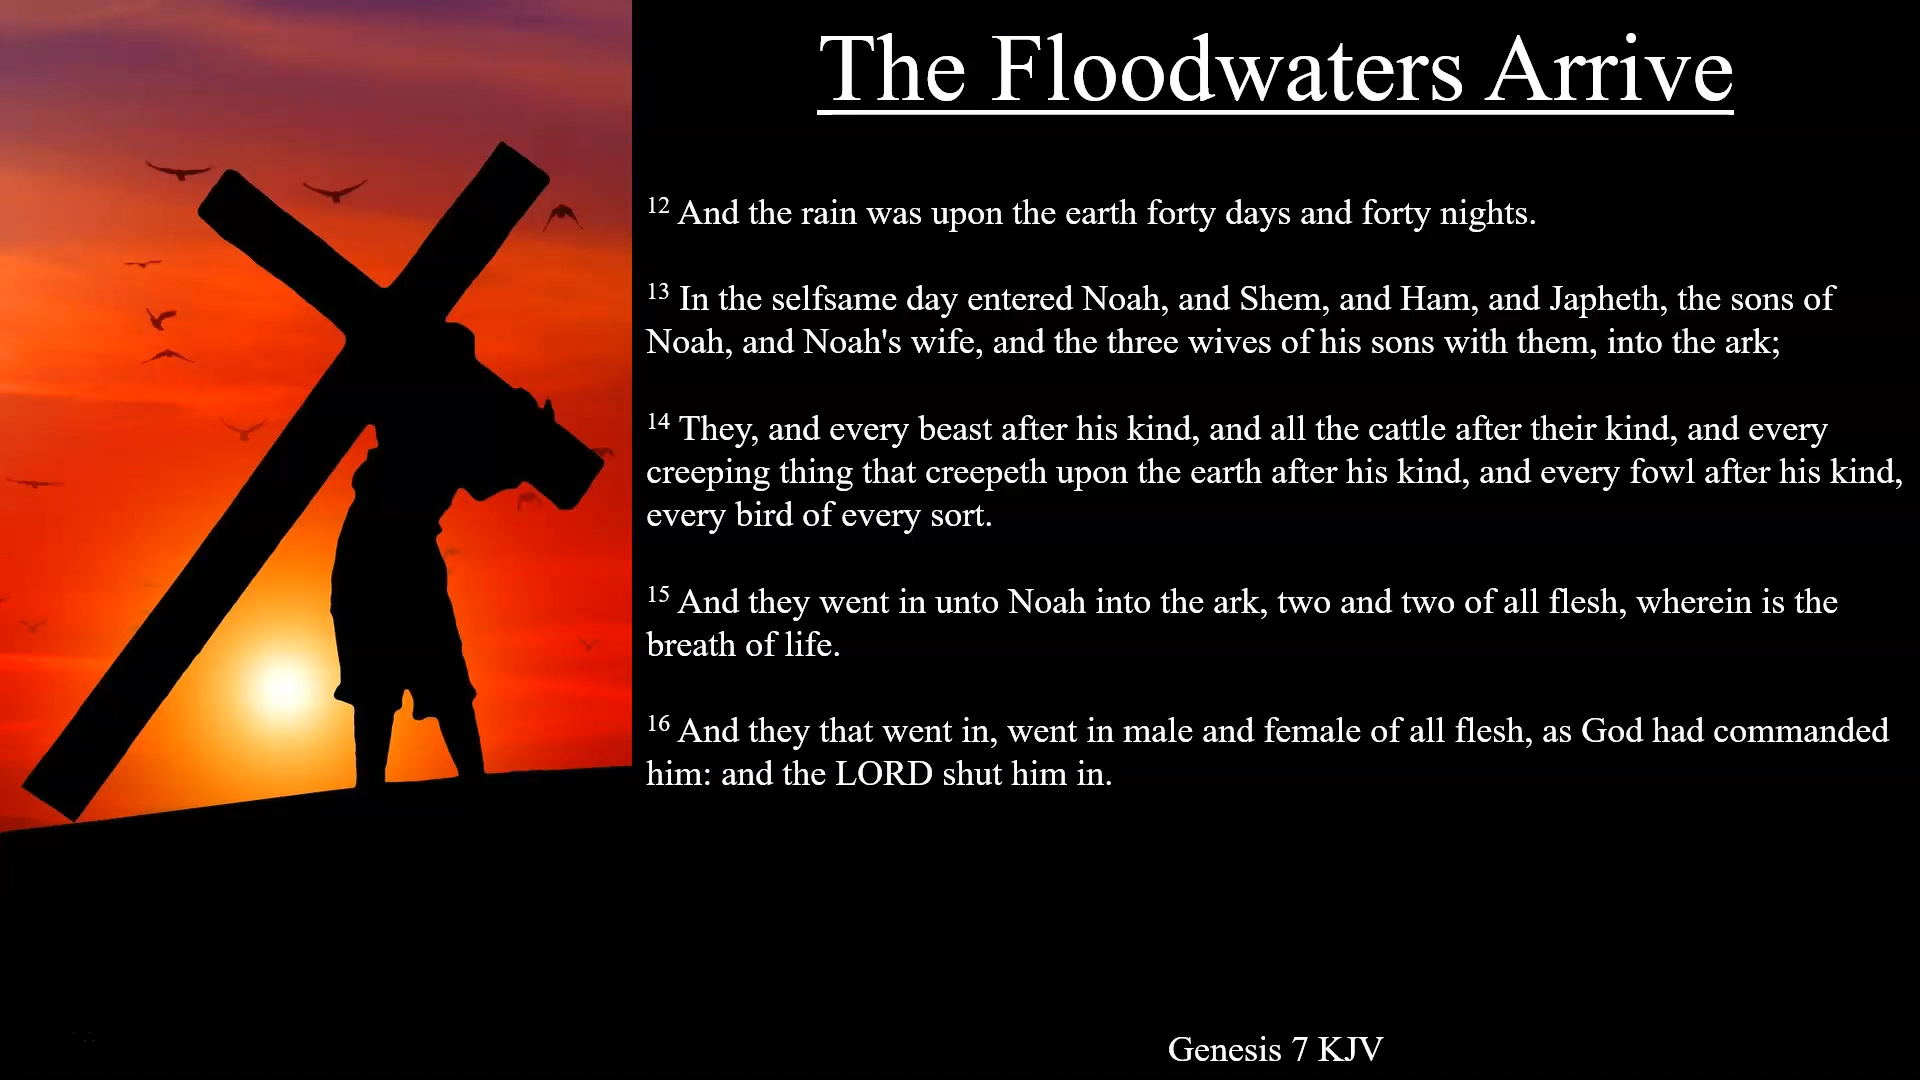 The Floodwaters Arrive
12 And the rain was upon the earth forty days and forty nights.
13 In the selfsame day entered Noah, and Shem, and Ham, and Japheth, the sons of
Noah, and Noah's wife, and the three wives of his sons with them, into the ark;
14 They, and every beast after his kind, and all the cattle after their kind, and every
creeping thing that creepeth upon the earth after his kind, and every fowl after his kind,
every bird of every sort.
15 And they went in unto Noah into the ark, two and two of all flesh, wherein is the
breath of life.
16 And they that went in, went in male and female of all flesh, as God had commanded
him: and the LORD shut him in.
Genesis 7 KJV